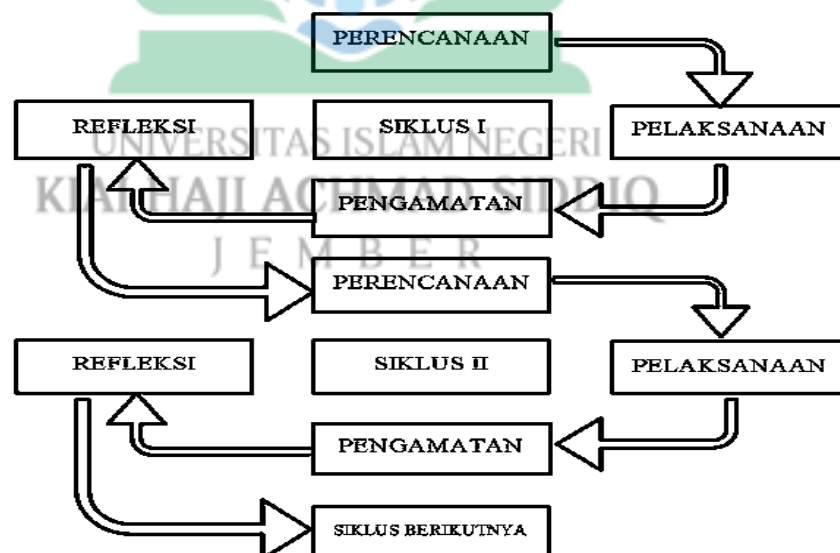 PERENCANAAN
REFLEKSI
SIKLUS I
PELAKSANAAN
UNIVERSITAS ISLAM NEGERI
PENGAMATAN
KIAI HAJI ACHMAD SIDDIQ
J E M B E R
PERENCANAAN
REFLEKSI
SIKLUS II
PELAKSANAAN
PENGAMATAN
SIKLUS BERIKUTNYA